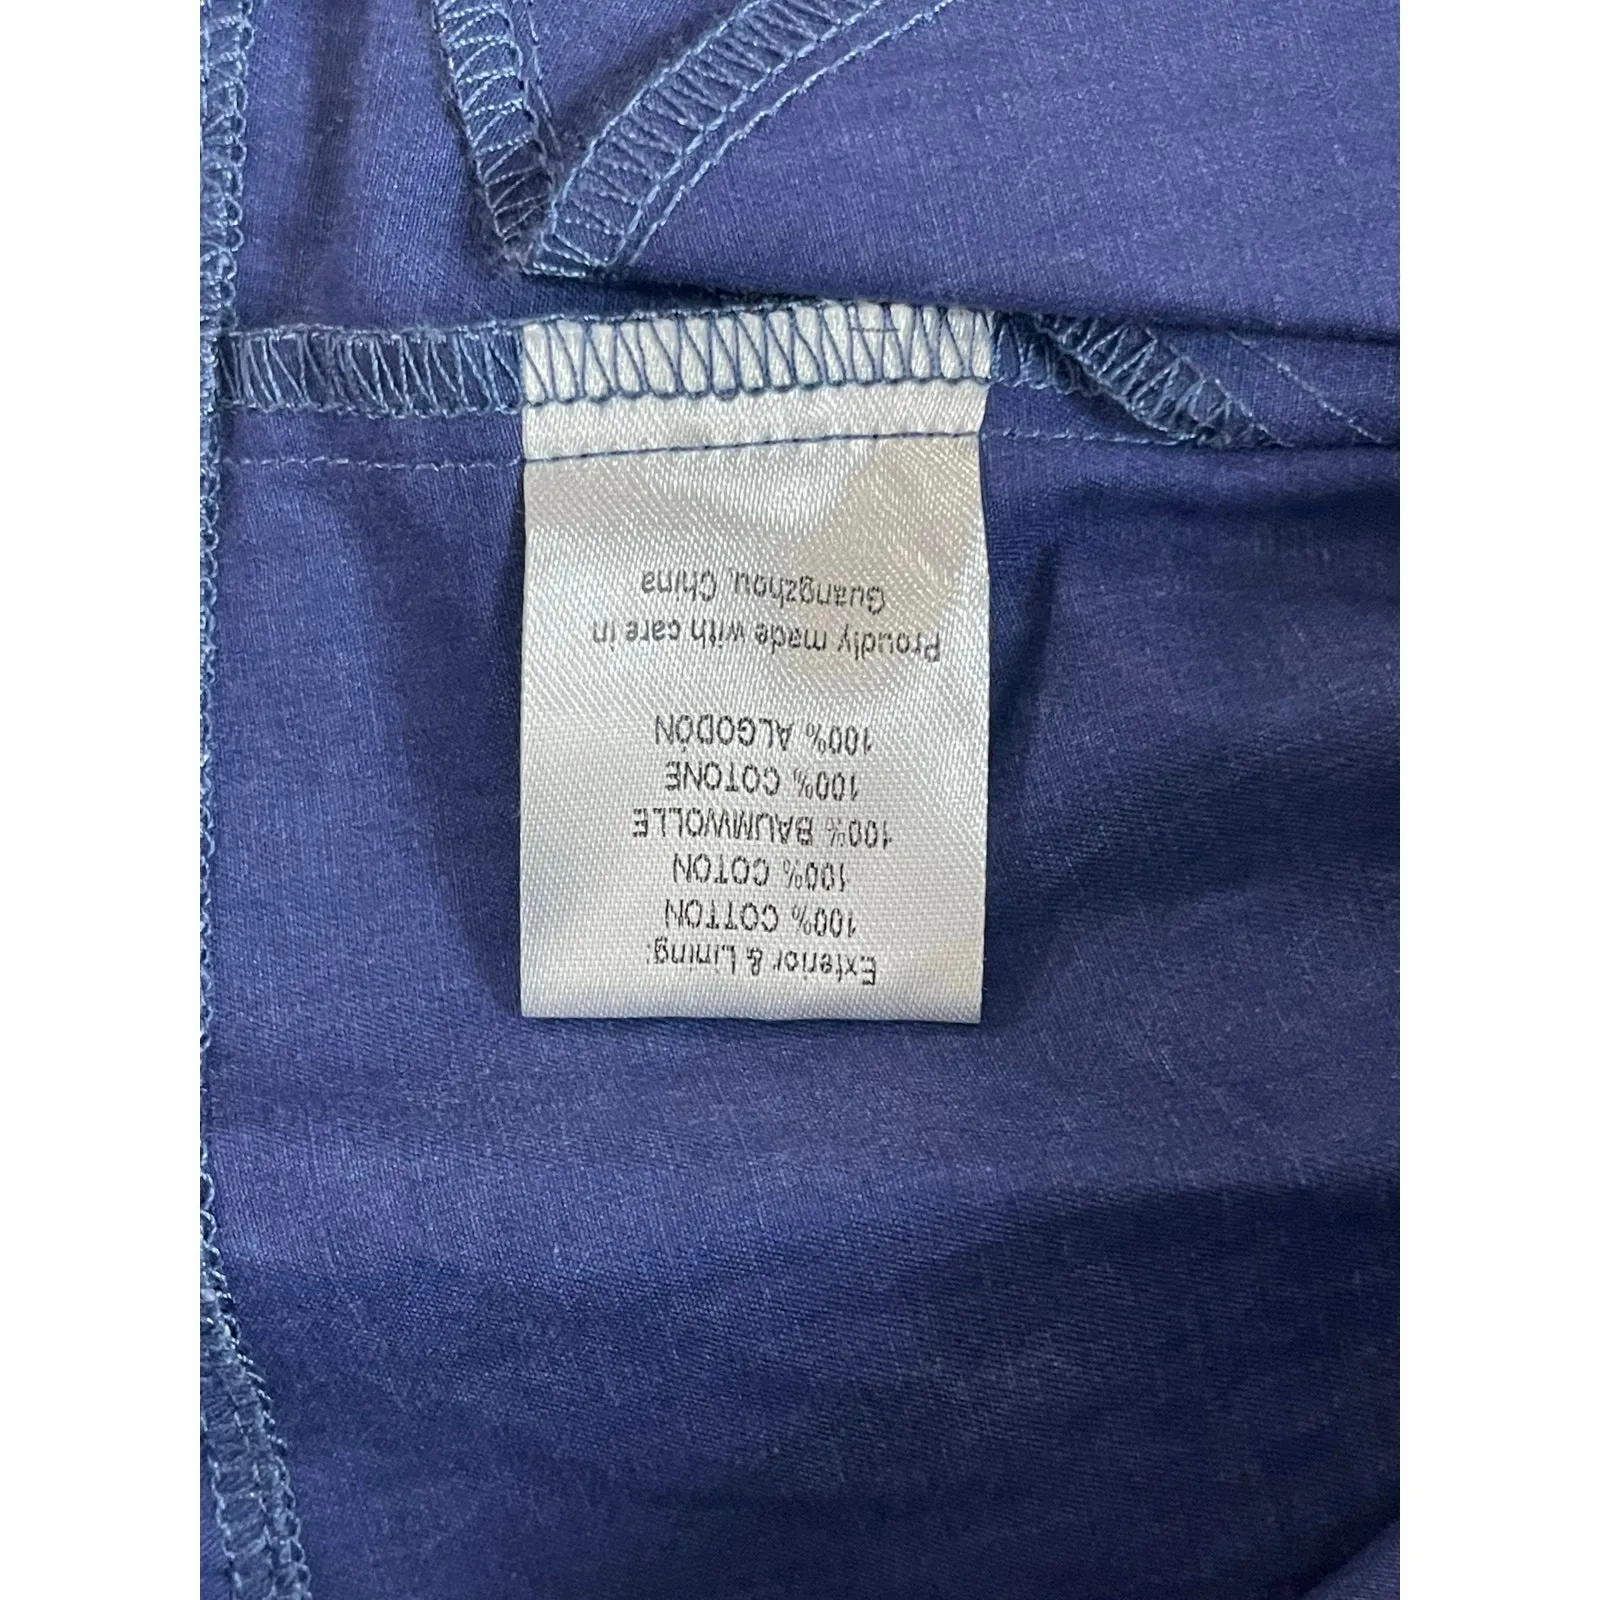 Exterior & Lining:
100% COTTON
100% COTON
100% BAUMWOLLE
100% COTONE
100% ALGODÓN
Proudly made with care in
Guangzhou, China